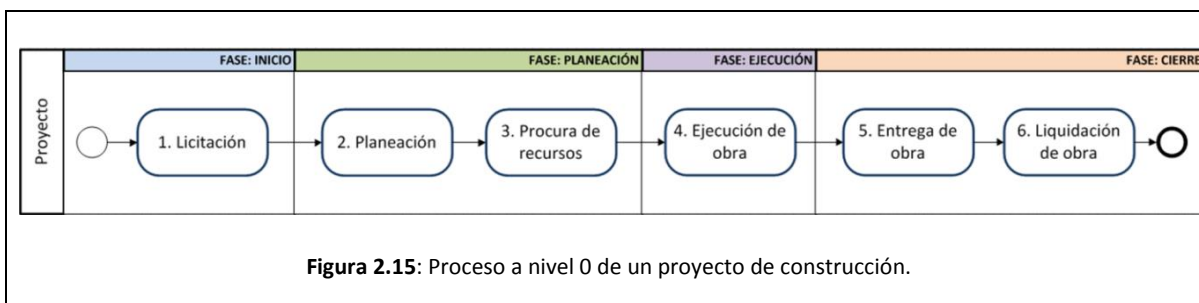 FASE: INICIO
FASE: PLANEACIÓN
FASE: EJECUCIÓN
FASE: CIERRE
Proyecto
1. Licitación
2. Planeación
3. Procura de
recursos
4. Ejecución de
obra
5. Entrega de
obra
6. Liquidación
de obra
Figura 2.15: Proceso a nivel 0 de un proyecto de construcción.